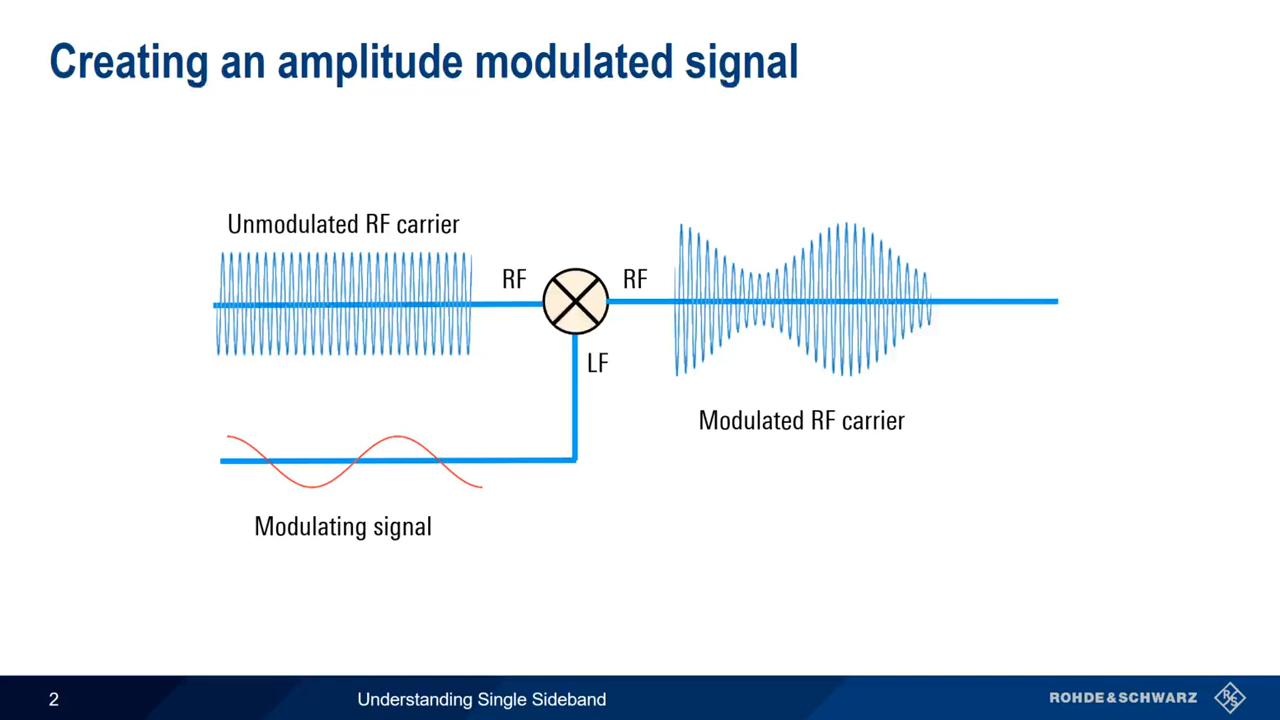 Creating an amplitude modulated signal
Unmodulated RF carrier
RF
RF
LF
Modulated RF carrier
Modulating signal
2
Understanding Single Sideband
ROHDE & SCHWARZ
R S